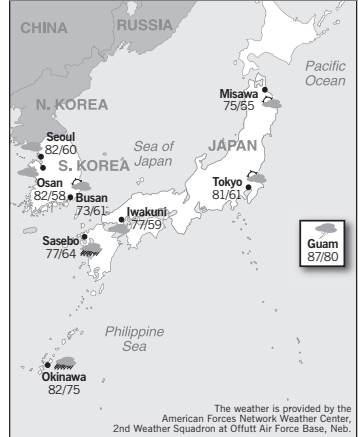 RUSSIA
CHINA
Pacific
Ocean
Misawa
75/65
N. KOREA
Seoul
82/60
Sea of
Japan
JAPAN
S. KOREA
Osan
82/58
Busan
73/61
Tokyo
81/61
Iwakuni
77/59
Sasebo
77/64
Guam
87/80
Philippine
Sea
Okinawa
82/75
The weather is provided by the
American Forces Network Weather Center,
2nd Weather Squadron at Offutt Air Force Base, Neb.